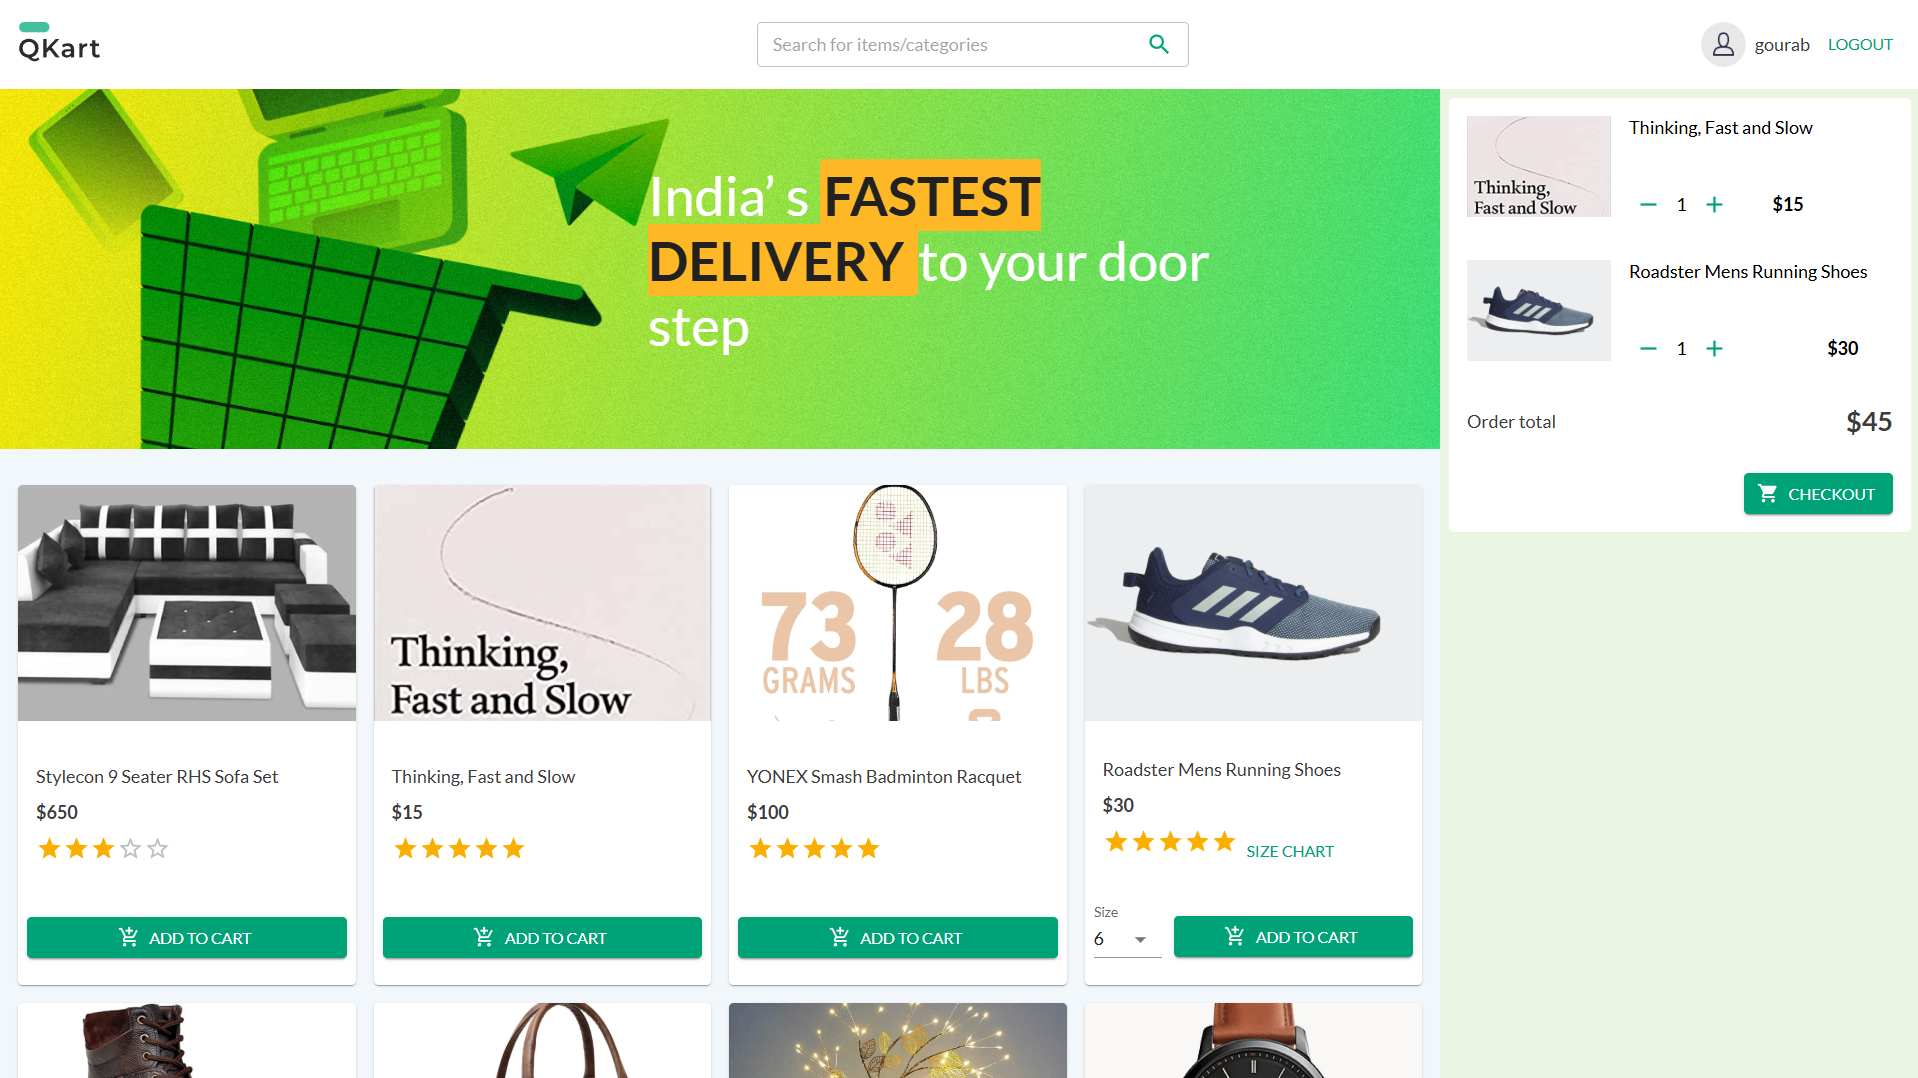 QKart
Search for items/categories
gourab
LOGOUT
India’ s FASTEST
DELIVERY to your door
step
Thinking,
Fast and Slow
Thinking, Fast and Slow
1
$15
Roadster Mens Running Shoes
1
$30
Order total
$45
CHECKOUT
Thinking,
Fast and Slow
73
GRAMS
28
LBS
Stylecon 9 Seater RHS Sofa Set
$650
ADD TO CART
Thinking, Fast and Slow
$15
ADD TO CART
YONEX Smash Badminton Racquet
$100
ADD TO CART
Roadster Mens Running Shoes
$30
SIZE CHART
Size
6
ADD TO CART